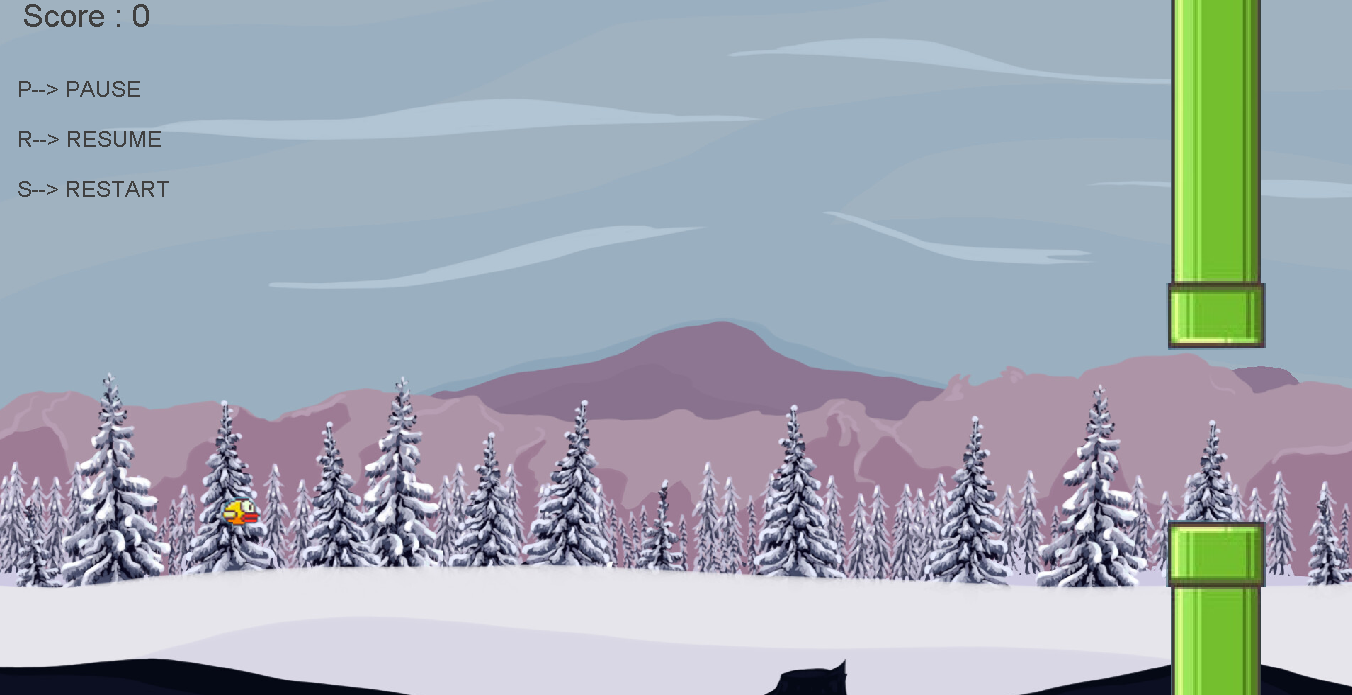 Score : 0
P--> PAUSE
R--> RESUME
S--> RESTART